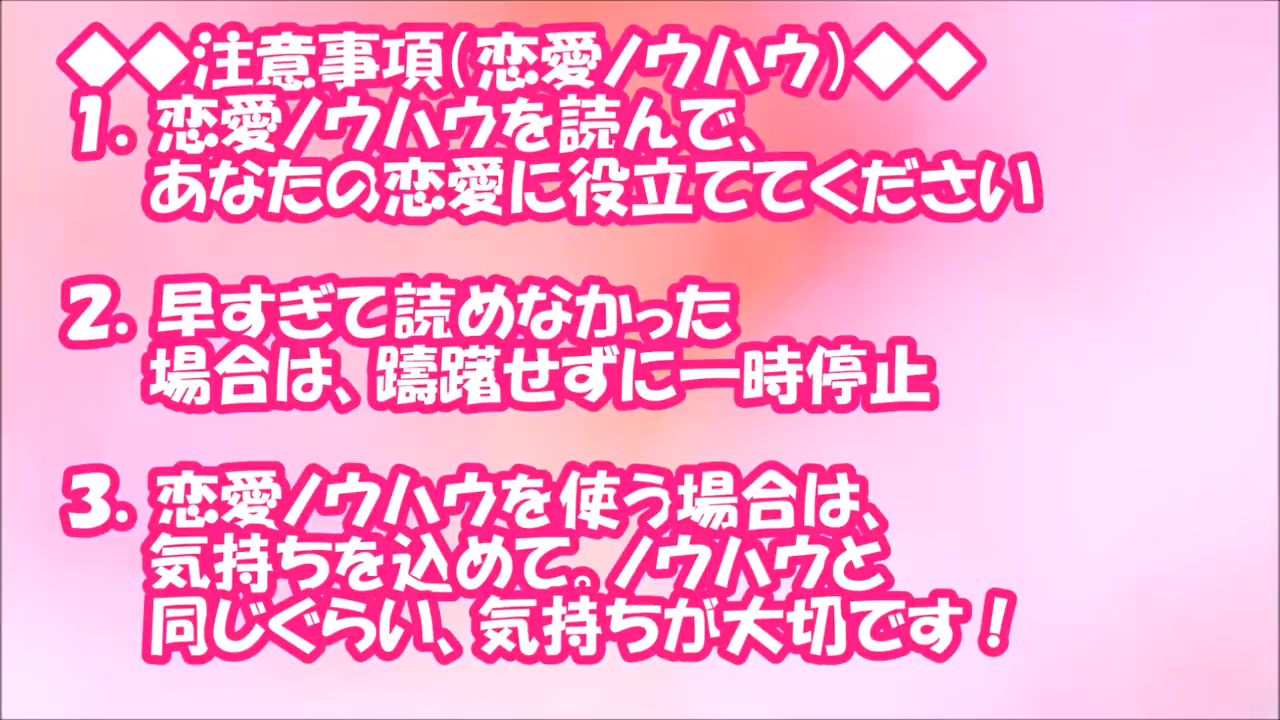 ◆◆注意事項(恋愛ノウハウ)◆◆
1. 恋愛ノウハウを読んで、
あなたの恋愛に役立ててください
2. 早すぎて読めなかった
場合は、躊躇せずに一時停止
3. 恋愛ノウハウを使う場合は、
気持ちを込めて。ノウハウと
同じぐらい、気持ちが大切です！